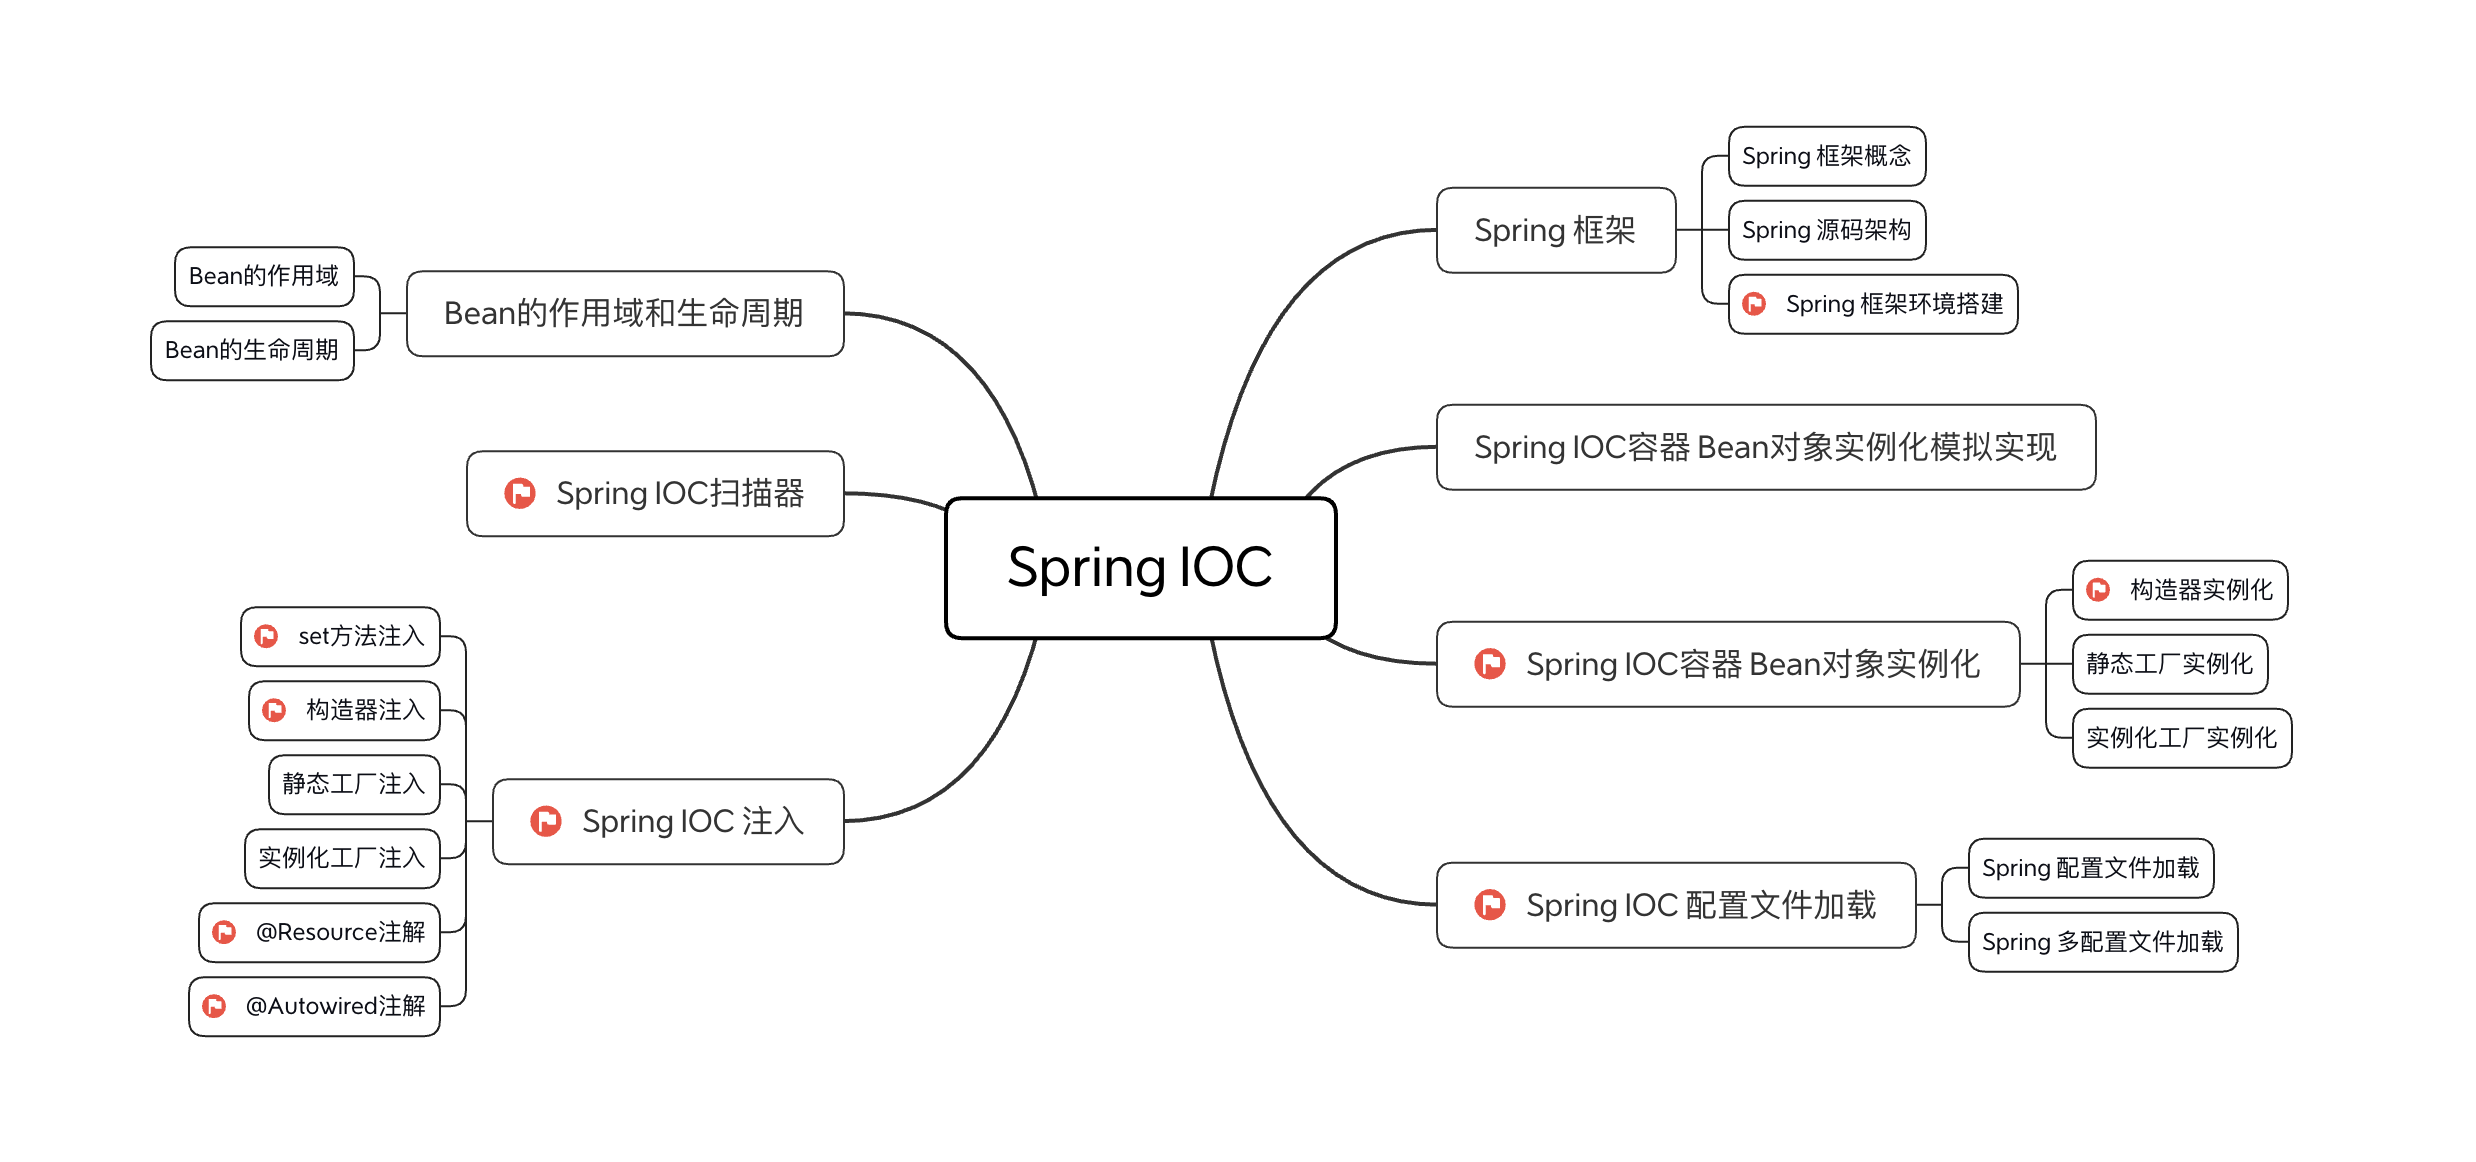 Spring IOC
Spring 框架
Spring 框架概念
Spring 源码架构
Spring 框架环境搭建
Spring IOC容器 Bean对象实例化模拟实现
Spring IOC容器 Bean对象实例化
构造器实例化
静态工厂实例化
实例化工厂实例化
Spring IOC 配置文件加载
Spring 配置文件加载
Spring 多配置文件加载
Bean的作用域和生命周期
Bean的作用域
Bean的生命周期
Spring IOC扫描器
Spring IOC 注入
set方法注入
构造器注入
静态工厂注入
实例化工厂注入
@Resource注解
@Autowired注解